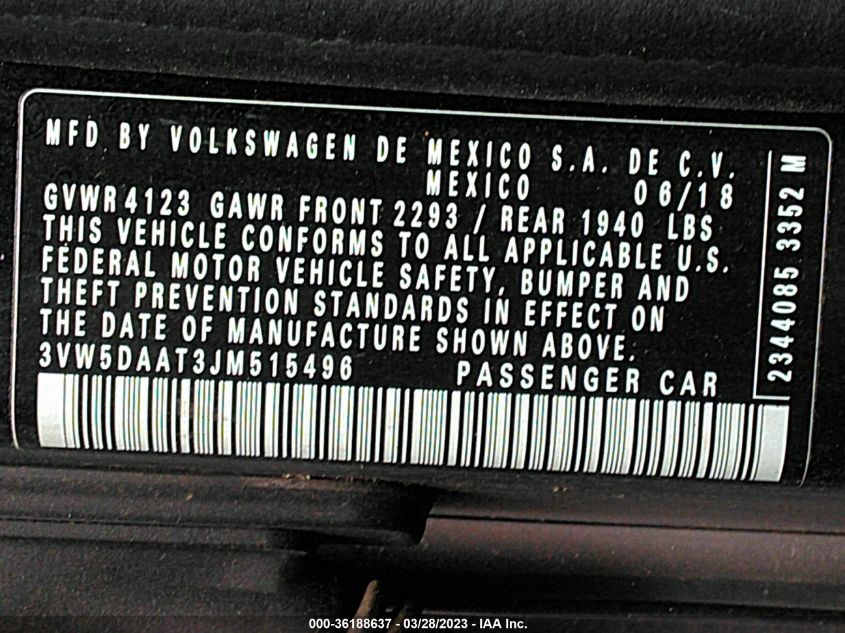 MFD BY VOLKSWAGEN DE MEXICO S.A. DE C.V.
MEXICO 06/18
GVWR 4123 GAWR FRONT 2293 / REAR 1940 LBS
THIS VEHICLE CONFORMS TO ALL APPLICABLE U.S.
FEDERAL MOTOR VEHICLE SAFETY, BUMPER AND
THEFT PREVENTION STANDARDS IN EFFECT ON
THE DATE OF MANUFACTURE SHOWN ABOVE.
3VW5DAAT3JM515496 PASSENGER CAR
2344085 3352 M
000-36188637 - 03/28/2023 - IAA Inc.